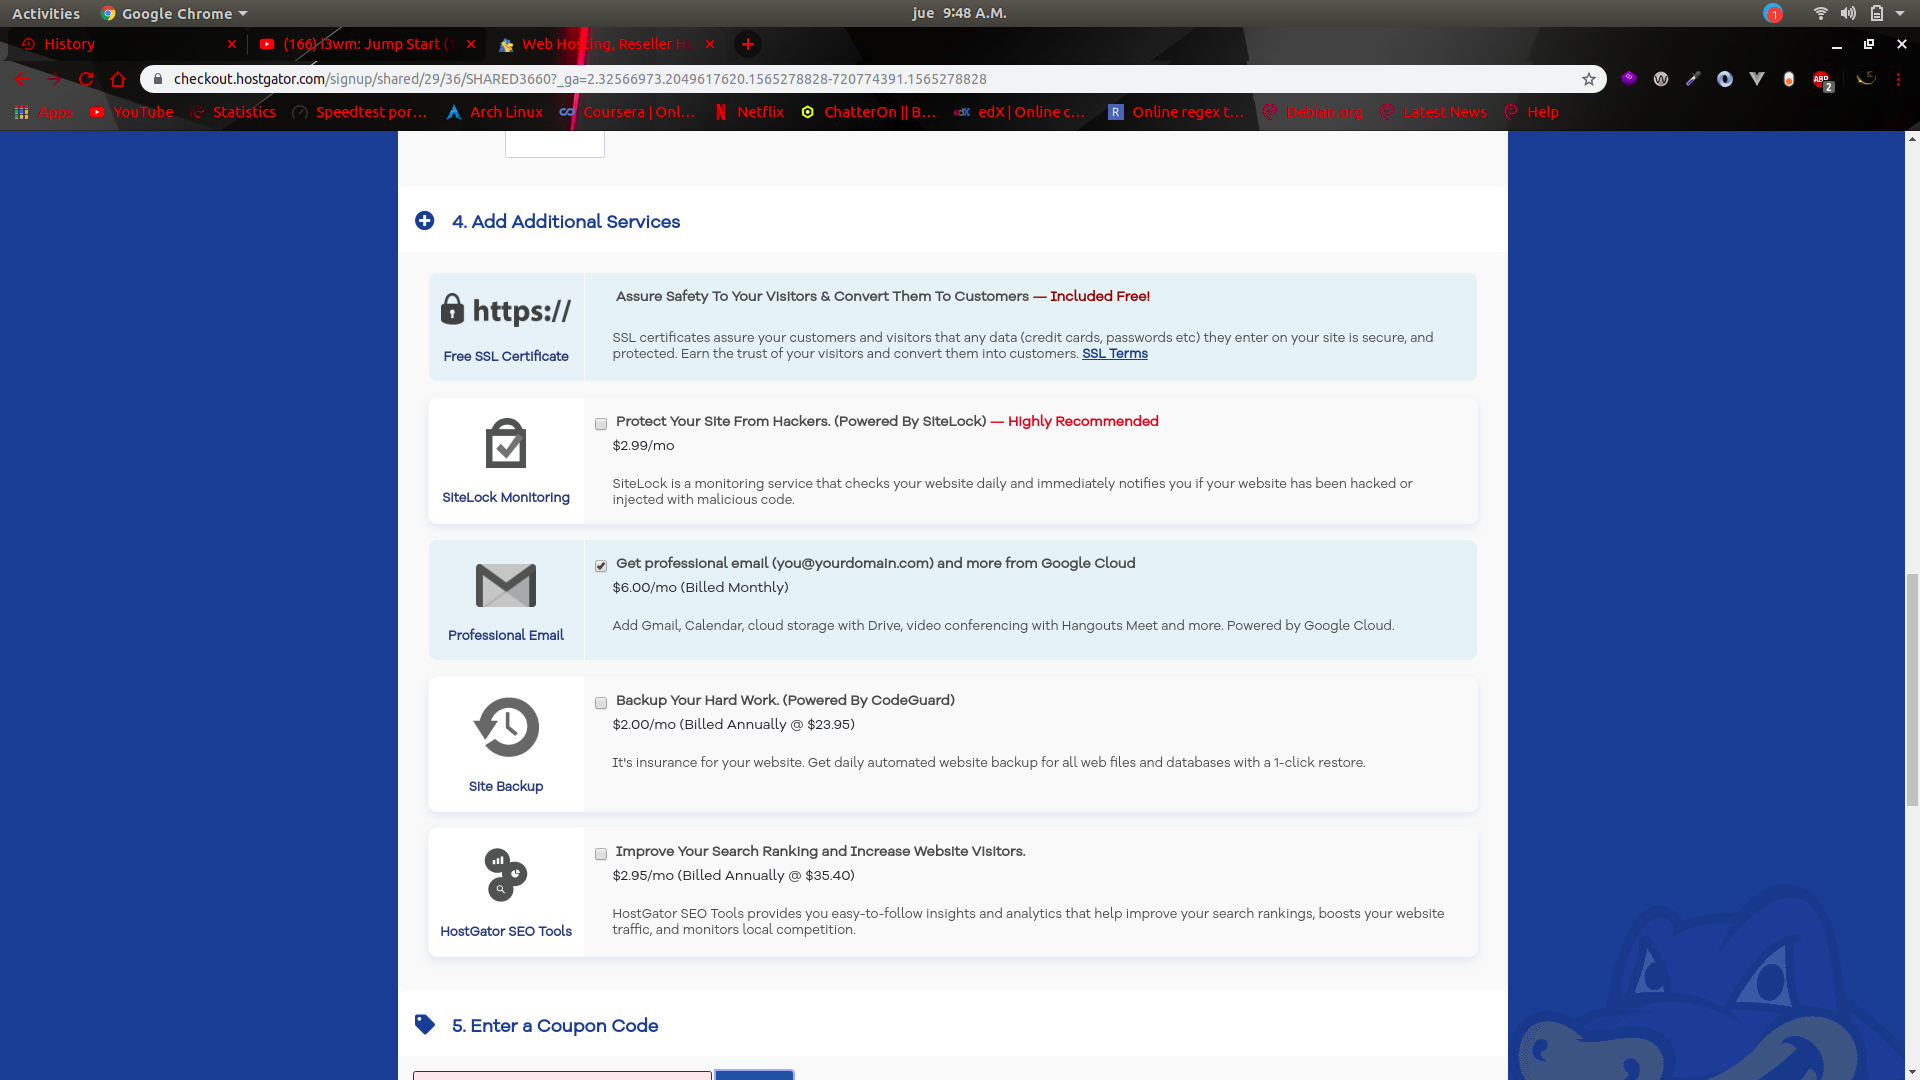 Activities
Google Chrome
jue 9:48 A.M.
1
History
(166) i3wm: Jump Start (1
Web Hosting, Reseller H
checkout.hostgator.com/signup/shared/29/36/SHARED3660?_ga=2.32566973.2049617620.1565278828-720774391.1565278828
ABP
2
Apps
YouTube
Statistics
Speedtest por...
Arch Linux
Coursera | Onl...
Netflix
ChatterOn || B...
edX | Online c...
R
Online regex t...
Debian.org
Latest News
Help
4. Add Additional Services
https://
Free SSL Certificate
Assure Safety To Your Visitors & Convert Them To Customers — Included Free!
SSL certificates assure your customers and visitors that any data (credit cards, passwords etc) they enter on your site is secure, and
protected. Earn the trust of your visitors and convert them into customers. SSL Terms
SiteLock Monitoring
Protect Your Site From Hackers. (Powered By SiteLock) — Highly Recommended
$2.99/mo
SiteLock is a monitoring service that checks your website daily and immediately notifies you if your website has been hacked or
injected with malicious code.
Professional Email
Get professional email (you@yourdomain.com) and more from Google Cloud
$6.00/mo (Billed Monthly)
Add Gmail, Calendar, cloud storage with Drive, video conferencing with Hangouts Meet and more. Powered by Google Cloud.
Site Backup
Backup Your Hard Work. (Powered By CodeGuard)
$2.00/mo (Billed Annually @ $23.95)
It's insurance for your website. Get daily automated website backup for all web files and databases with a 1-click restore.
HostGator SEO Tools
Improve Your Search Ranking and Increase Website Visitors.
$2.95/mo (Billed Annually @ $35.40)
HostGator SEO Tools provides you easy-to-follow insights and analytics that help improve your search rankings, boosts your website
traffic, and monitors local competition.
5. Enter a Coupon Code